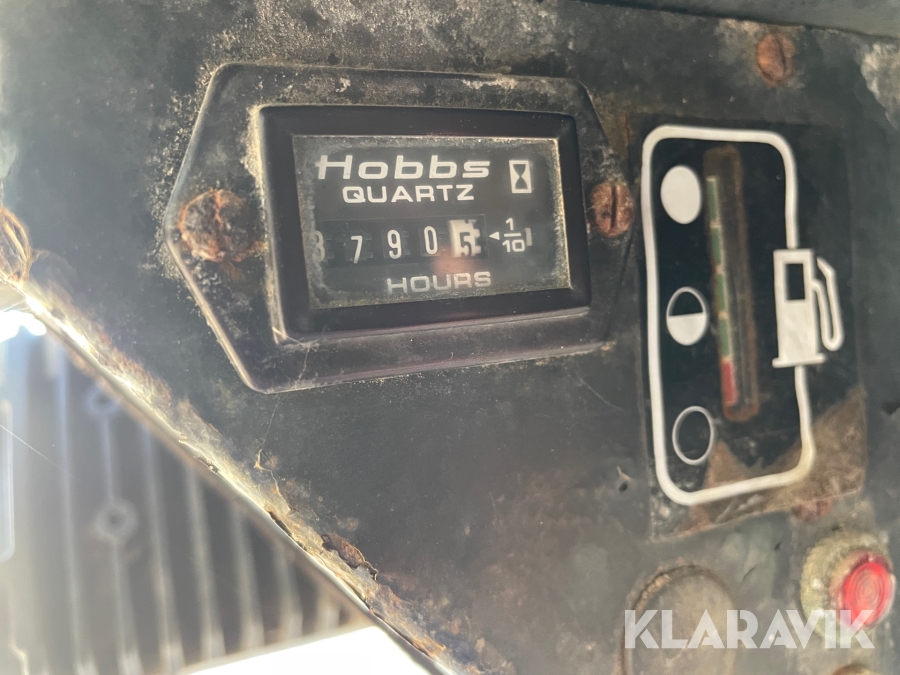 Hobbs
QUARTZ
37905 1/10
HOURS
KLARAVIK